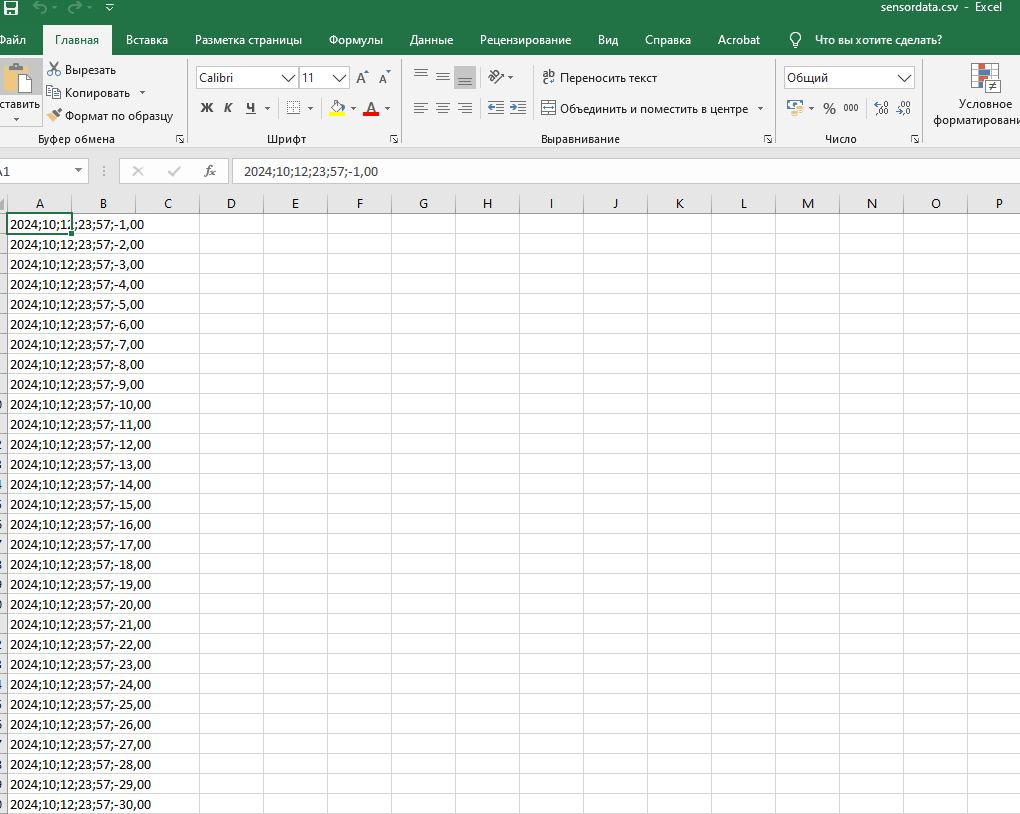 sensordata.csv - Excel
Файл Главная Вставка Разметка страницы Формулы Данные Рецензирование Вид Справка Acrobat Что вы хотите сделать?
Вырезать
Копировать
Формат по образцу
Буфер обмена
Calibri 11
Ж К Ч
Шрифт
Переносить текст
Объединить и поместить в центре
Выравнивание
Общий
% 000
Число
Условное
форматировани
2024;10;12;23;57;-1,00
A B C D E F G H I J K L M N O P
2024;10;12;23;57;-1,00
2024;10;12;23;57;-2,00
2024;10;12;23;57;-3,00
2024;10;12;23;57;-4,00
2024;10;12;23;57;-5,00
2024;10;12;23;57;-6,00
2024;10;12;23;57;-7,00
2024;10;12;23;57;-8,00
2024;10;12;23;57;-9,00
2024;10;12;23;57;-10,00
2024;10;12;23;57;-11,00
2024;10;12;23;57;-12,00
2024;10;12;23;57;-13,00
2024;10;12;23;57;-14,00
2024;10;12;23;57;-15,00
2024;10;12;23;57;-16,00
2024;10;12;23;57;-17,00
2024;10;12;23;57;-18,00
2024;10;12;23;57;-19,00
2024;10;12;23;57;-20,00
2024;10;12;23;57;-21,00
2024;10;12;23;57;-22,00
2024;10;12;23;57;-23,00
2024;10;12;23;57;-24,00
2024;10;12;23;57;-25,00
2024;10;12;23;57;-26,00
2024;10;12;23;57;-27,00
2024;10;12;23;57;-28,00
2024;10;12;23;57;-29,00
2024;10;12;23;57;-30,00